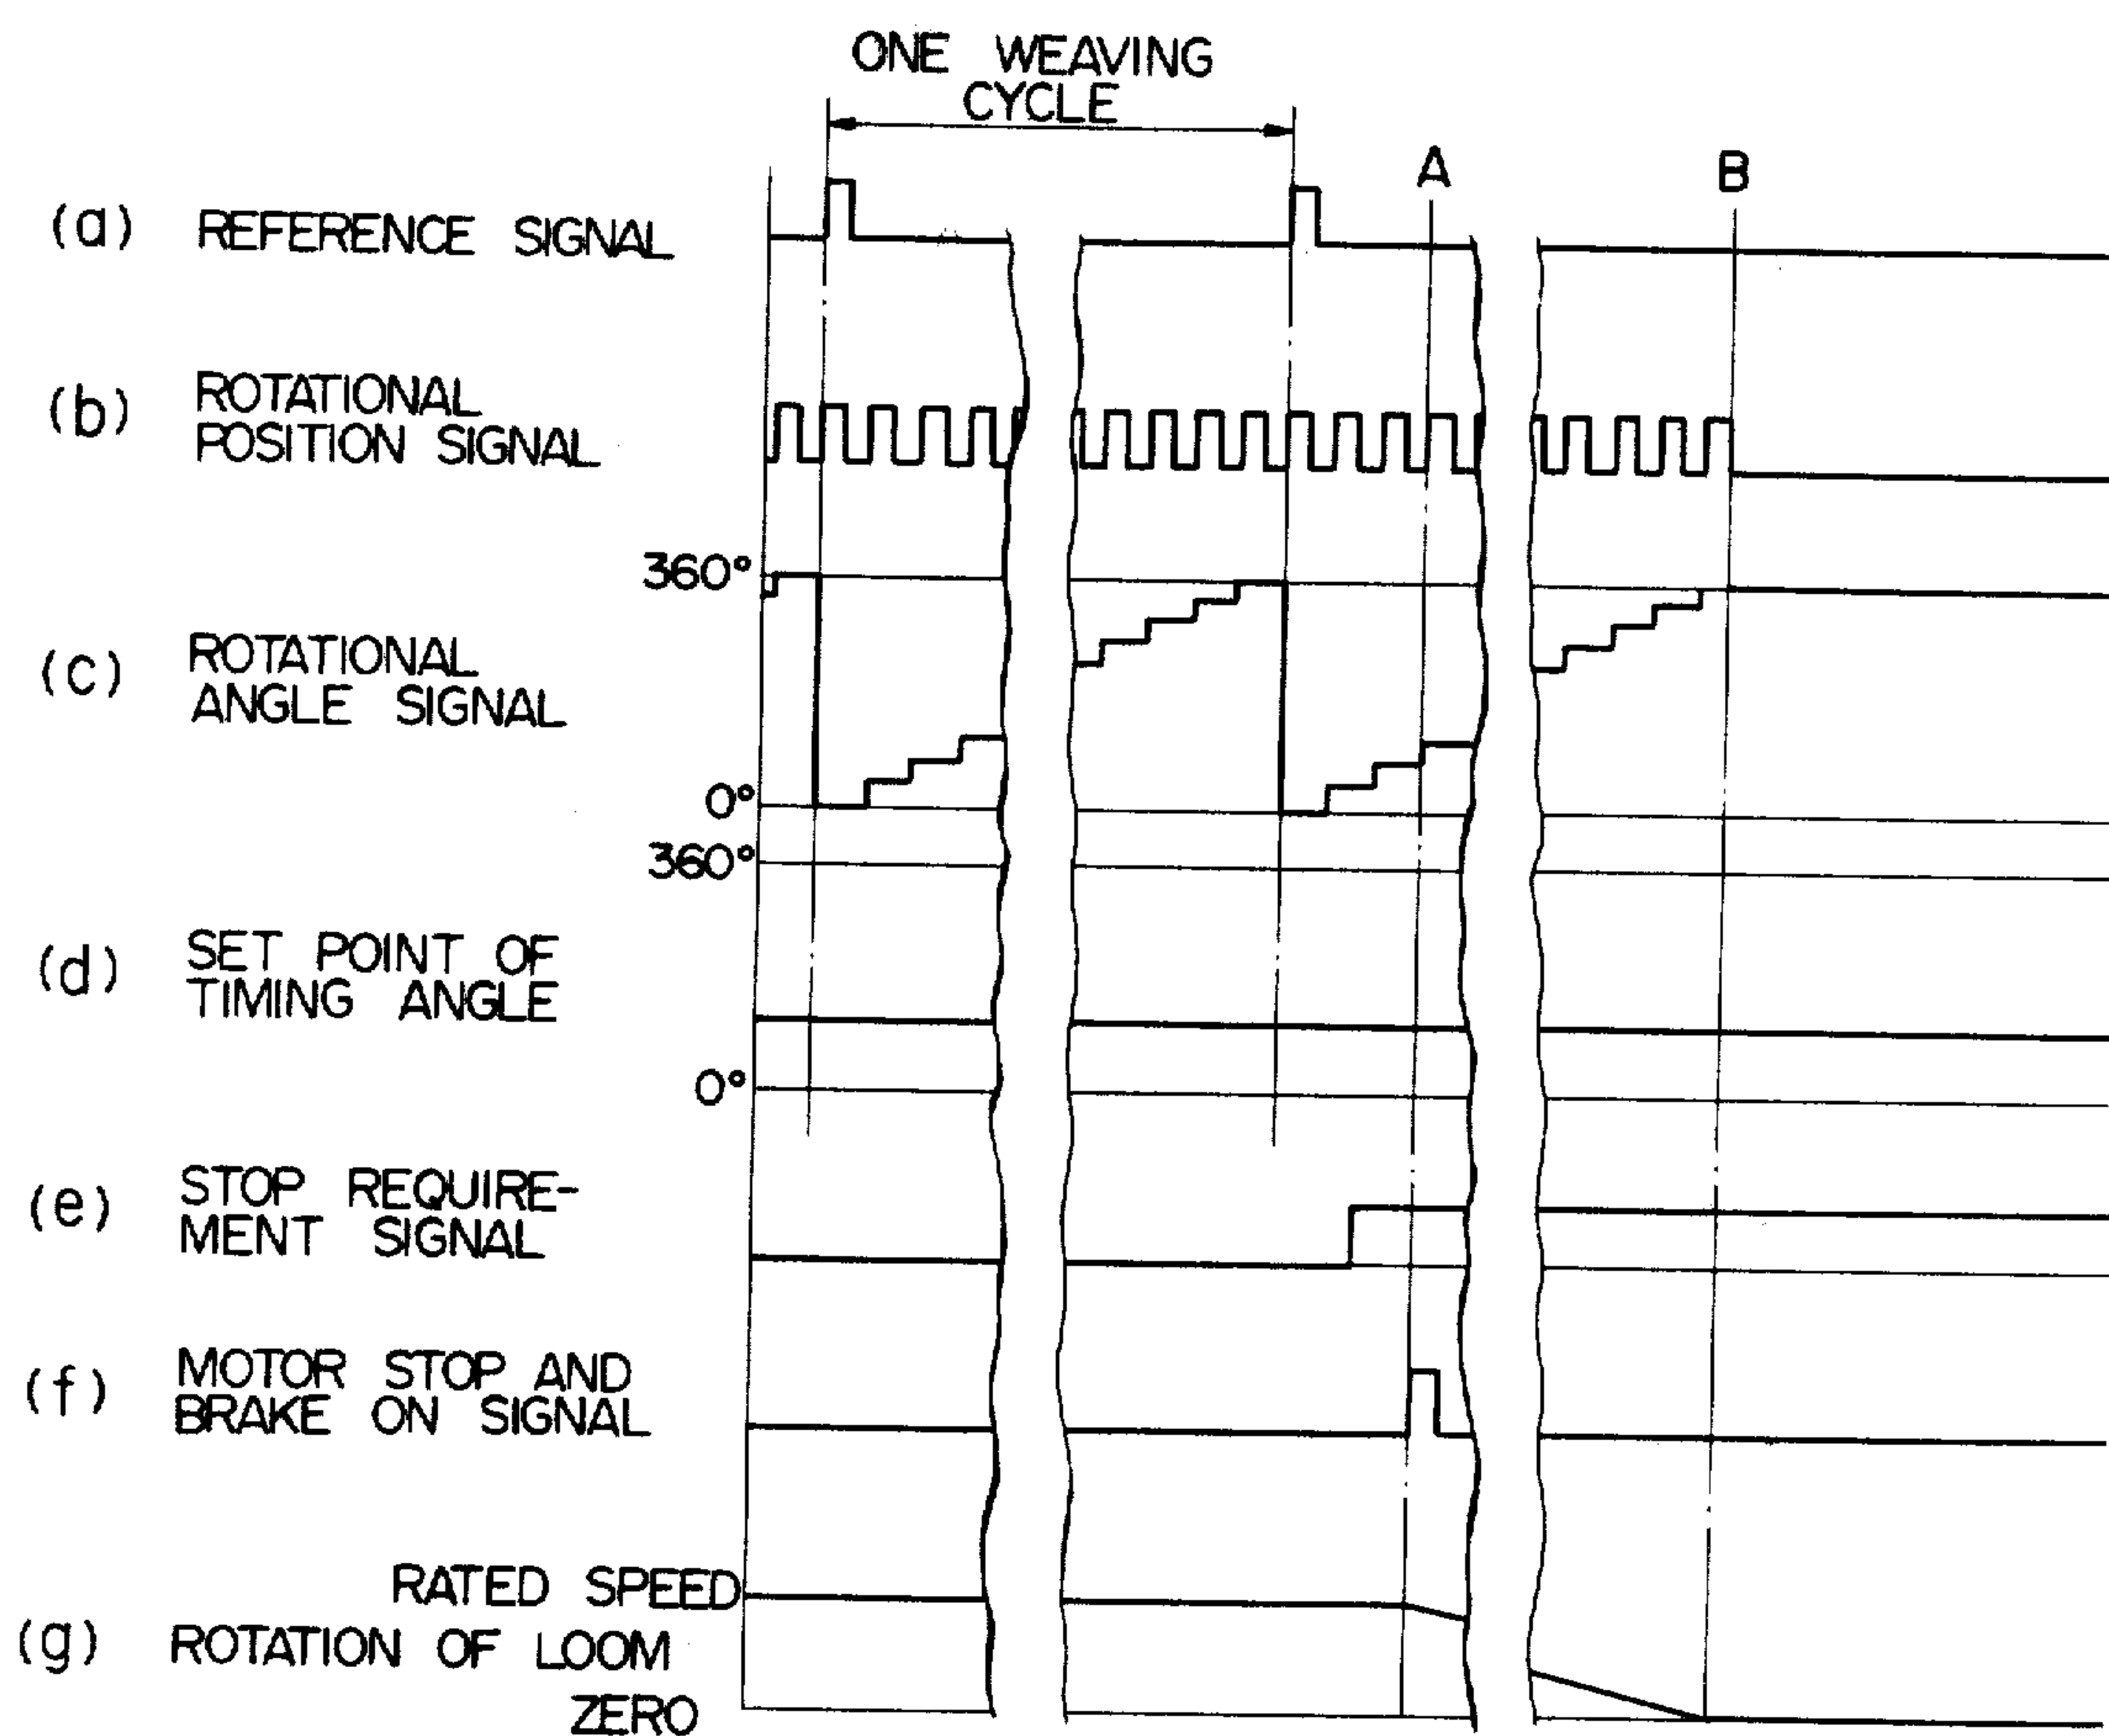 ONE WEAVING
CYCLE
A
B
(a) REFERENCE SIGNAL
(b) ROTATIONAL
POSITION SIGNAL
360°
(c) ROTATIONAL
ANGLE SIGNAL
0°
360°
(d) SET POINT OF
TIMING ANGLE
0°
(e) STOP REQUIRE-
MENT SIGNAL
(f) MOTOR STOP AND
BRAKE ON SIGNAL
RATED SPEED
(g) ROTATION OF LOOM
ZERO